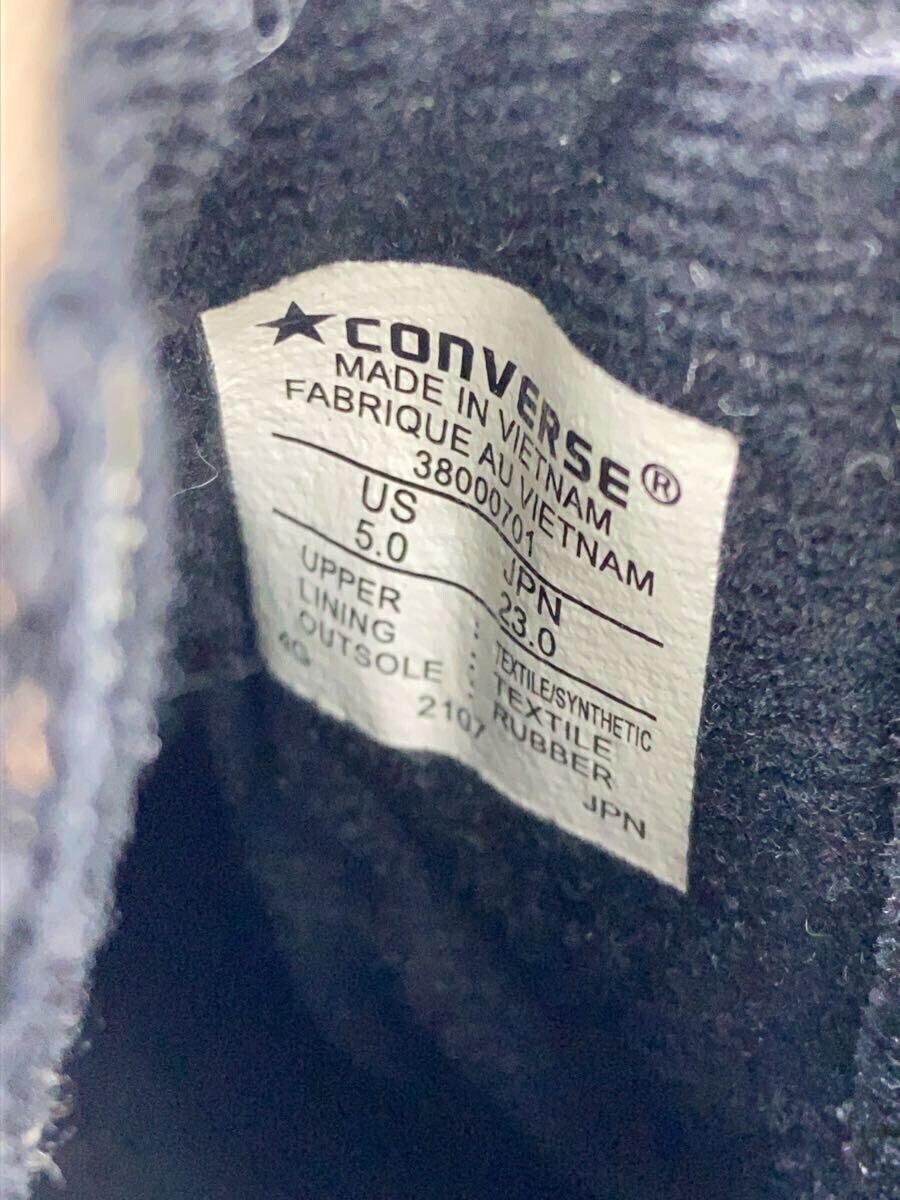 ★CONVERSE®
MADE IN VIETNAM
FABRIQUE AU VIETNAM
38000701
US JPN
5.0 23.0
UPPER : TEXTILE/SYNTHETIC
LINING : TEXTILE
OUTSOLE : RUBBER
4G 2107 JPN